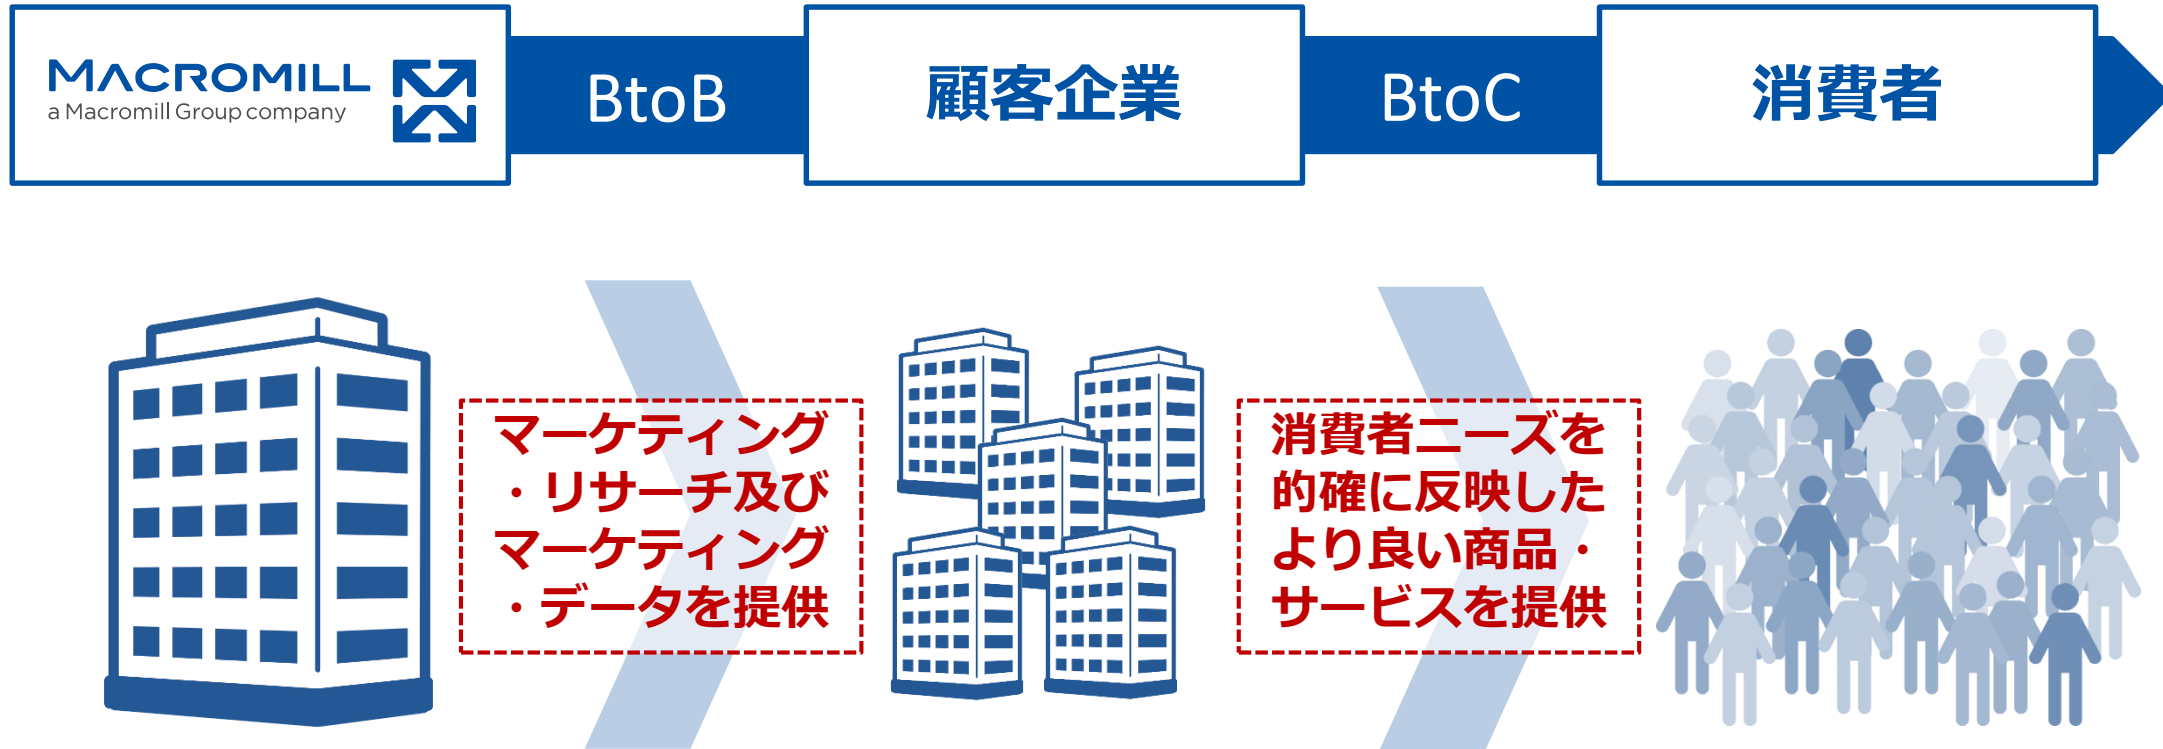 MACROMILL
a Macromill Group company
BtoB
顧客企業
BtoC
消費者
マーケティング
・リサーチ及び
マーケティング
・データを提供
消費者ニーズを
的確に反映した
より良い商品・
サービスを提供